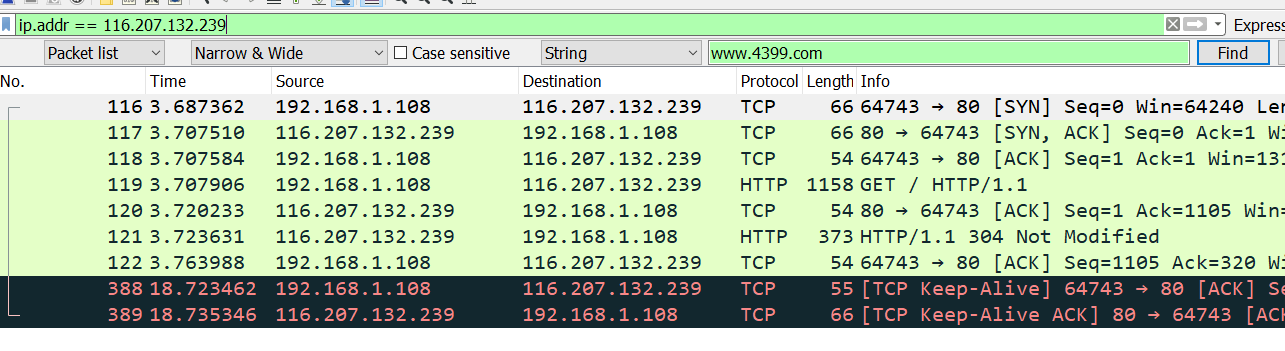 ip.addr == 116.207.132.239 Express
Packet list Narrow & Wide Case sensitive String www.4399.com Find
No. Time Source Destination Protocol Length Info
116 3.687362 192.168.1.108 116.207.132.239 TCP 66 64743 → 80 [SYN] Seq=0 Win=64240 Len
117 3.707510 116.207.132.239 192.168.1.108 TCP 66 80 → 64743 [SYN, ACK] Seq=0 Ack=1 Wi
118 3.707584 192.168.1.108 116.207.132.239 TCP 54 64743 → 80 [ACK] Seq=1 Ack=1 Win=131
119 3.707906 192.168.1.108 116.207.132.239 HTTP 1158 GET / HTTP/1.1
120 3.720233 116.207.132.239 192.168.1.108 TCP 54 80 → 64743 [ACK] Seq=1 Ack=1105 Win=
121 3.723631 116.207.132.239 192.168.1.108 HTTP 373 HTTP/1.1 304 Not Modified
122 3.763988 192.168.1.108 116.207.132.239 TCP 54 64743 → 80 [ACK] Seq=1105 Ack=320 Wi
388 18.723462 192.168.1.108 116.207.132.239 TCP 55 [TCP Keep-Alive] 64743 → 80 [ACK] Se
389 18.735346 116.207.132.239 192.168.1.108 TCP 66 [TCP Keep-Alive ACK] 80 → 64743 [AC